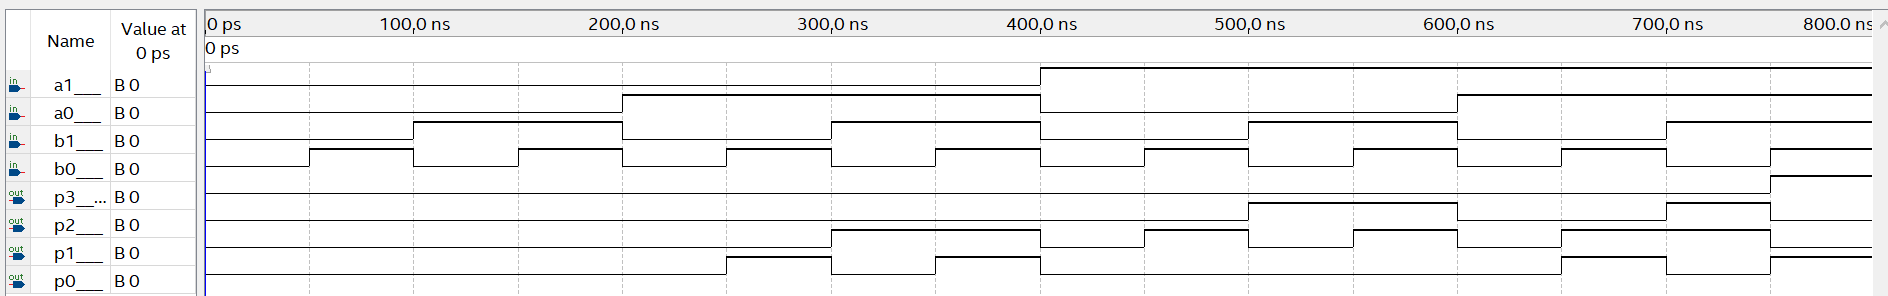 Name
Value at
0 ps
0 ps
100,0 ns
200,0 ns
300,0 ns
400,0 ns
500,0 ns
600,0 ns
700,0 ns
800.0 ns
0 ps
in
a1___
B 0
in
a0___
B 0
in
b1___
B 0
in
b0___
B 0
out
p3__...
B 0
out
p2___
B 0
out
p1___
B 0
out
p0___
B 0